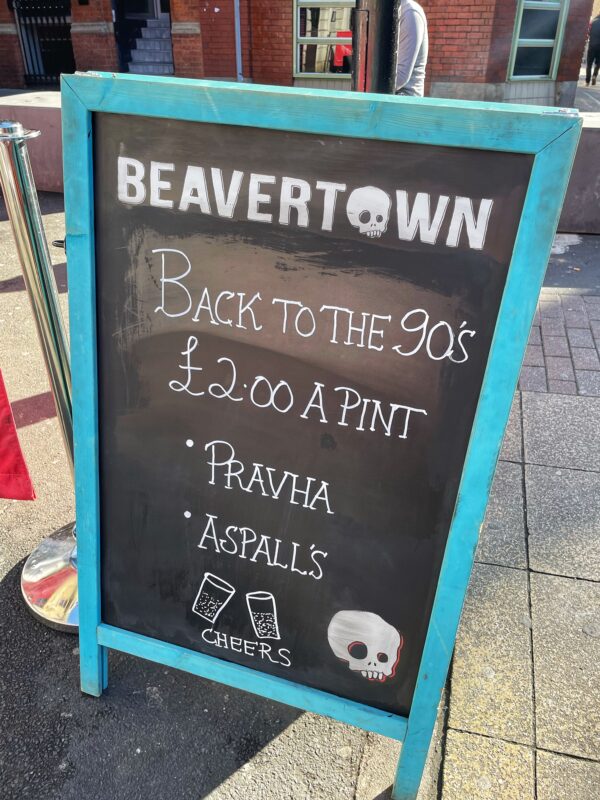 BEAVERTOWN
BACK TO THE 90'S
£2.00 A PINT
• PRAVHA
• ASPALL'S
CHEERS